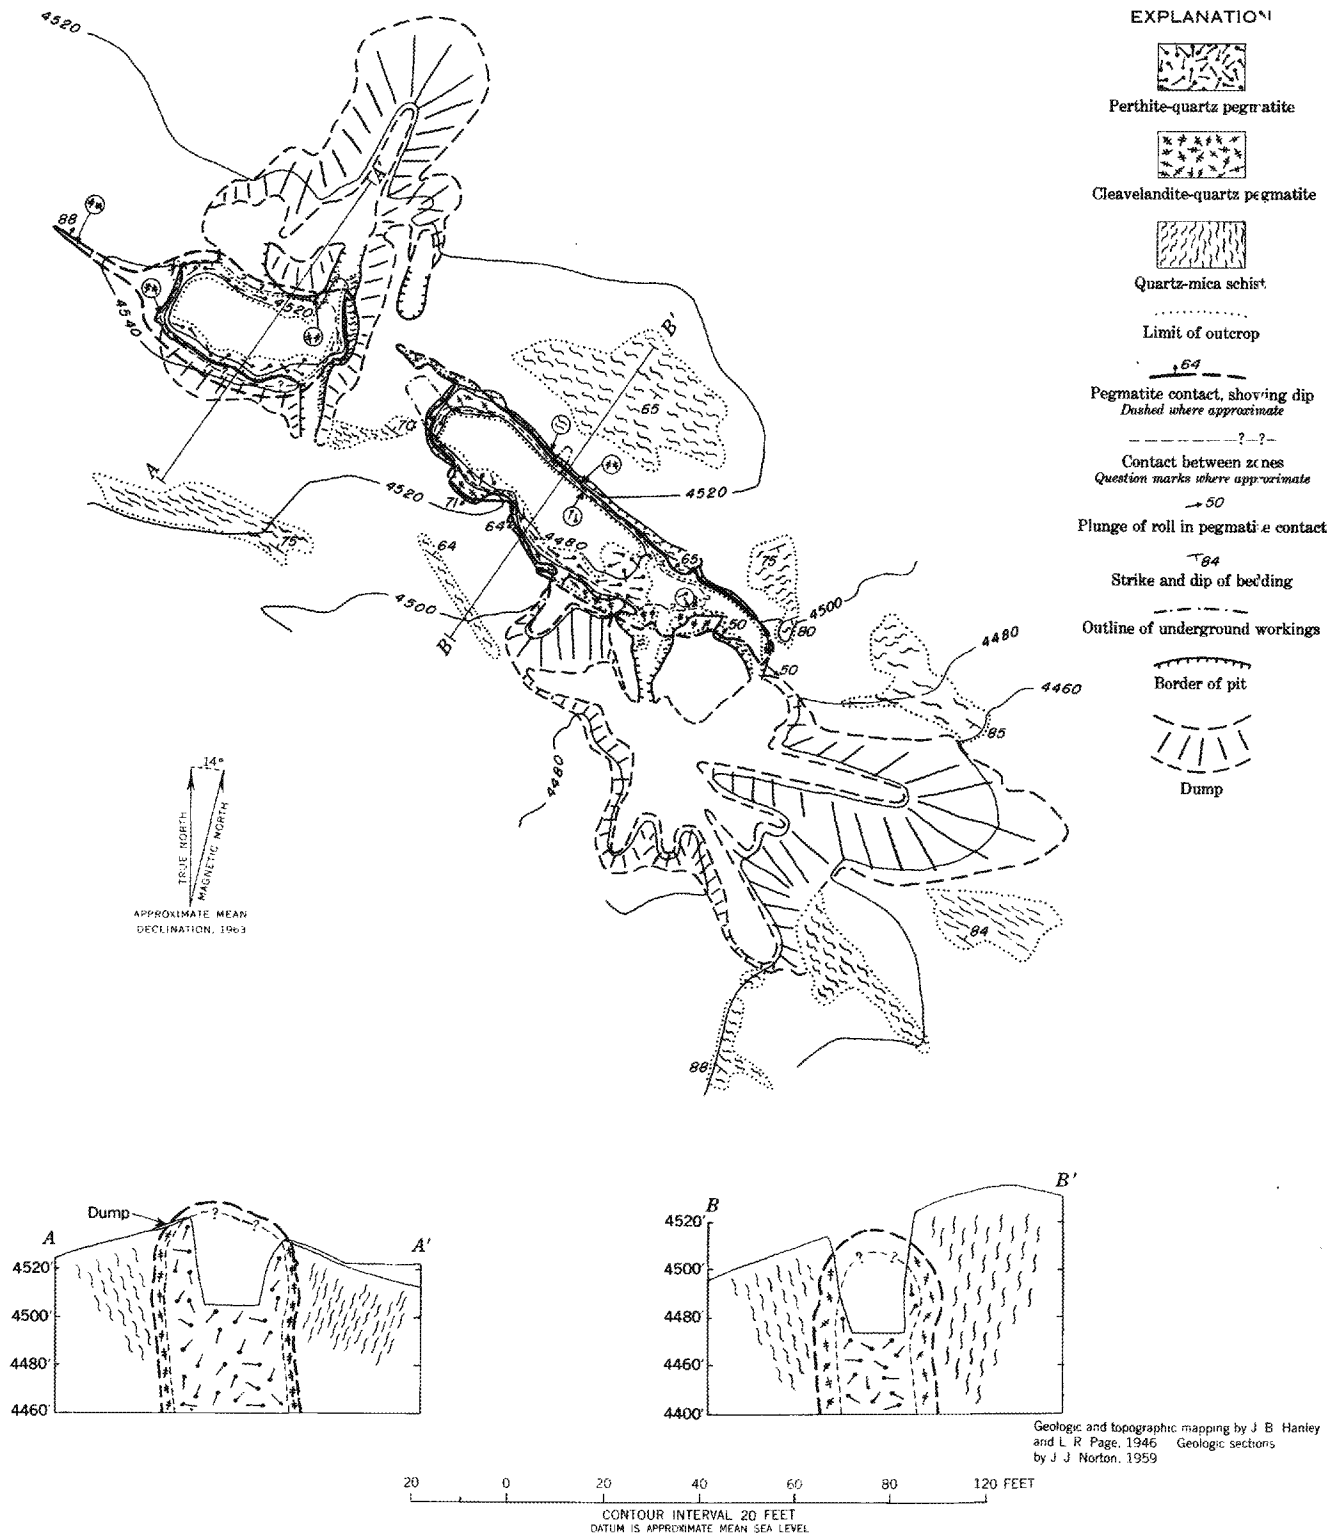 EXPLANATION
Perthite-quartz pegmatite
Cleavelandite-quartz pegmatite
Quartz-mica schist
Limit of outcrop
64
Pegmatite contact, showing dip
Dashed where approximate
—?—?—
Contact between zones
Question marks where approximate
50
Plunge of roll in pegmatite contact
84
Strike and dip of bedding
Outline of underground workings
Border of pit
Dump
4520
88
4540
4520
A
B'
65
70
4520
71
64
4520
75
64
4480
65
75
4500
B
50
4500
80
50
4480
4460
85
4480
84
88
14°
TRUE NORTH
MAGNETIC NORTH
APPROXIMATE MEAN
DECLINATION, 1963
Dump
? ?
A
A'
4520'
4500'
4480'
4460'
B
B'
4520'
4500'
4480'
4460'
4400'
? ?
Geologic and topographic mapping by J B Hanley
and L R Page, 1946 Geologic sections
by J J Norton, 1959
20 0 20 40 60 80 120 FEET
CONTOUR INTERVAL 20 FEET
DATUM IS APPROXIMATE MEAN SEA LEVEL